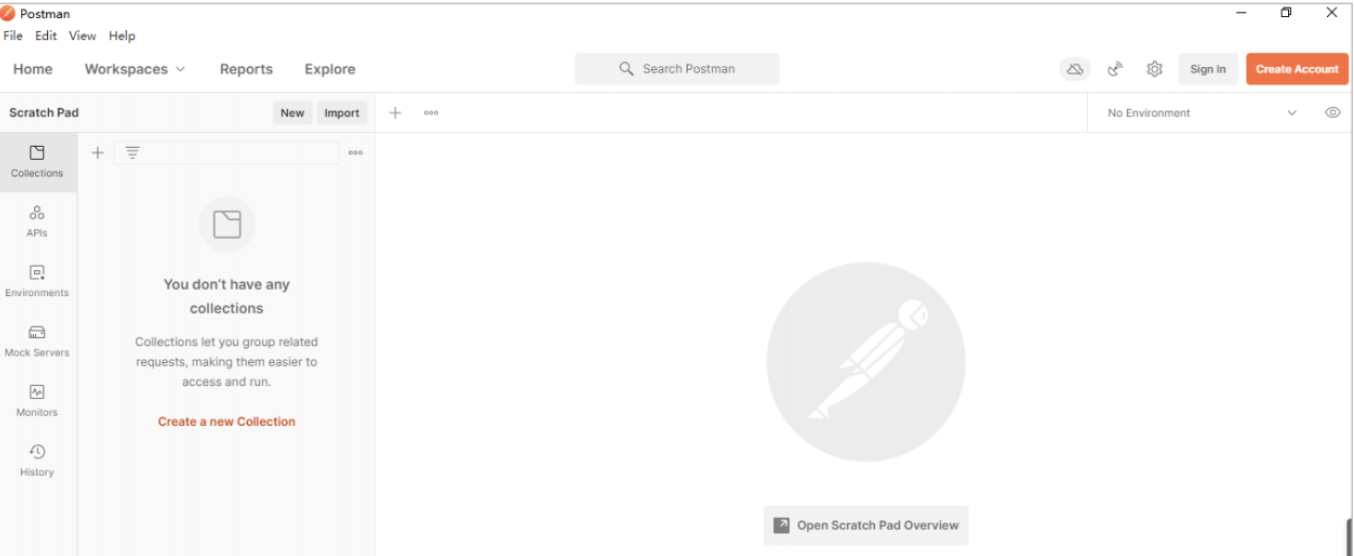 Postman
File Edit View Help
Home Workspaces Reports Explore Search Postman Sign In Create Account
Scratch Pad New Import No Environment
Collections
APIs
Environments
Mock Servers
Monitors
History
You don't have any
collections
Collections let you group related
requests, making them easier to
access and run.
Create a new Collection
Open Scratch Pad Overview